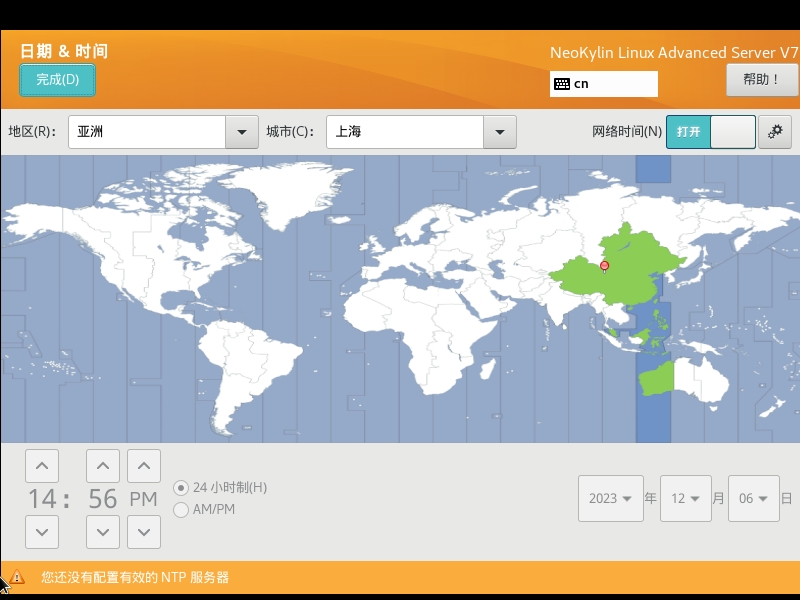 日期 & 时间
NeoKylin Linux Advanced Server V7
完成(D)
cn
帮助！
地区(R):
亚洲
城市(C):
上海
网络时间(N)
打开
14 : 56 PM
24 小时制(H)
AM/PM
2023 年 12 月 06 日
您还没有配置有效的 NTP 服务器